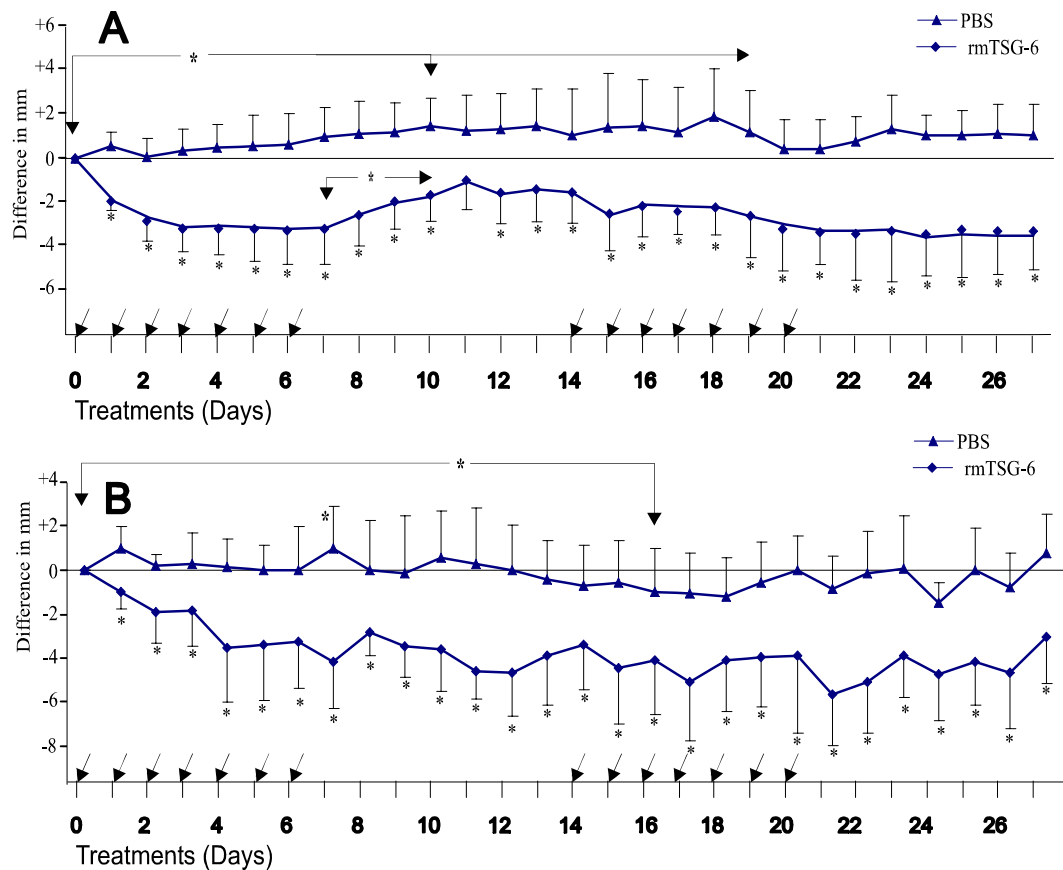 +6
A
PBS
rmTSG-6
*
+4
+2
0
*
-2
-4
-6
Difference in mm
* * * * * * * * * * * * * * * * * * * * * * * * * *
0 2 4 6 8 10 12 14 16 18 20 22 24 26
Treatments (Days)
PBS
rmTSG-6
*
+4
B
+2
*
0
-2
-4
-6
-8
Difference in mm
* * * * * * * * * * * * * * * * * * * * * * * * * * *
0 2 4 6 8 10 12 14 16 18 20 22 24 26
Treatments (Days)